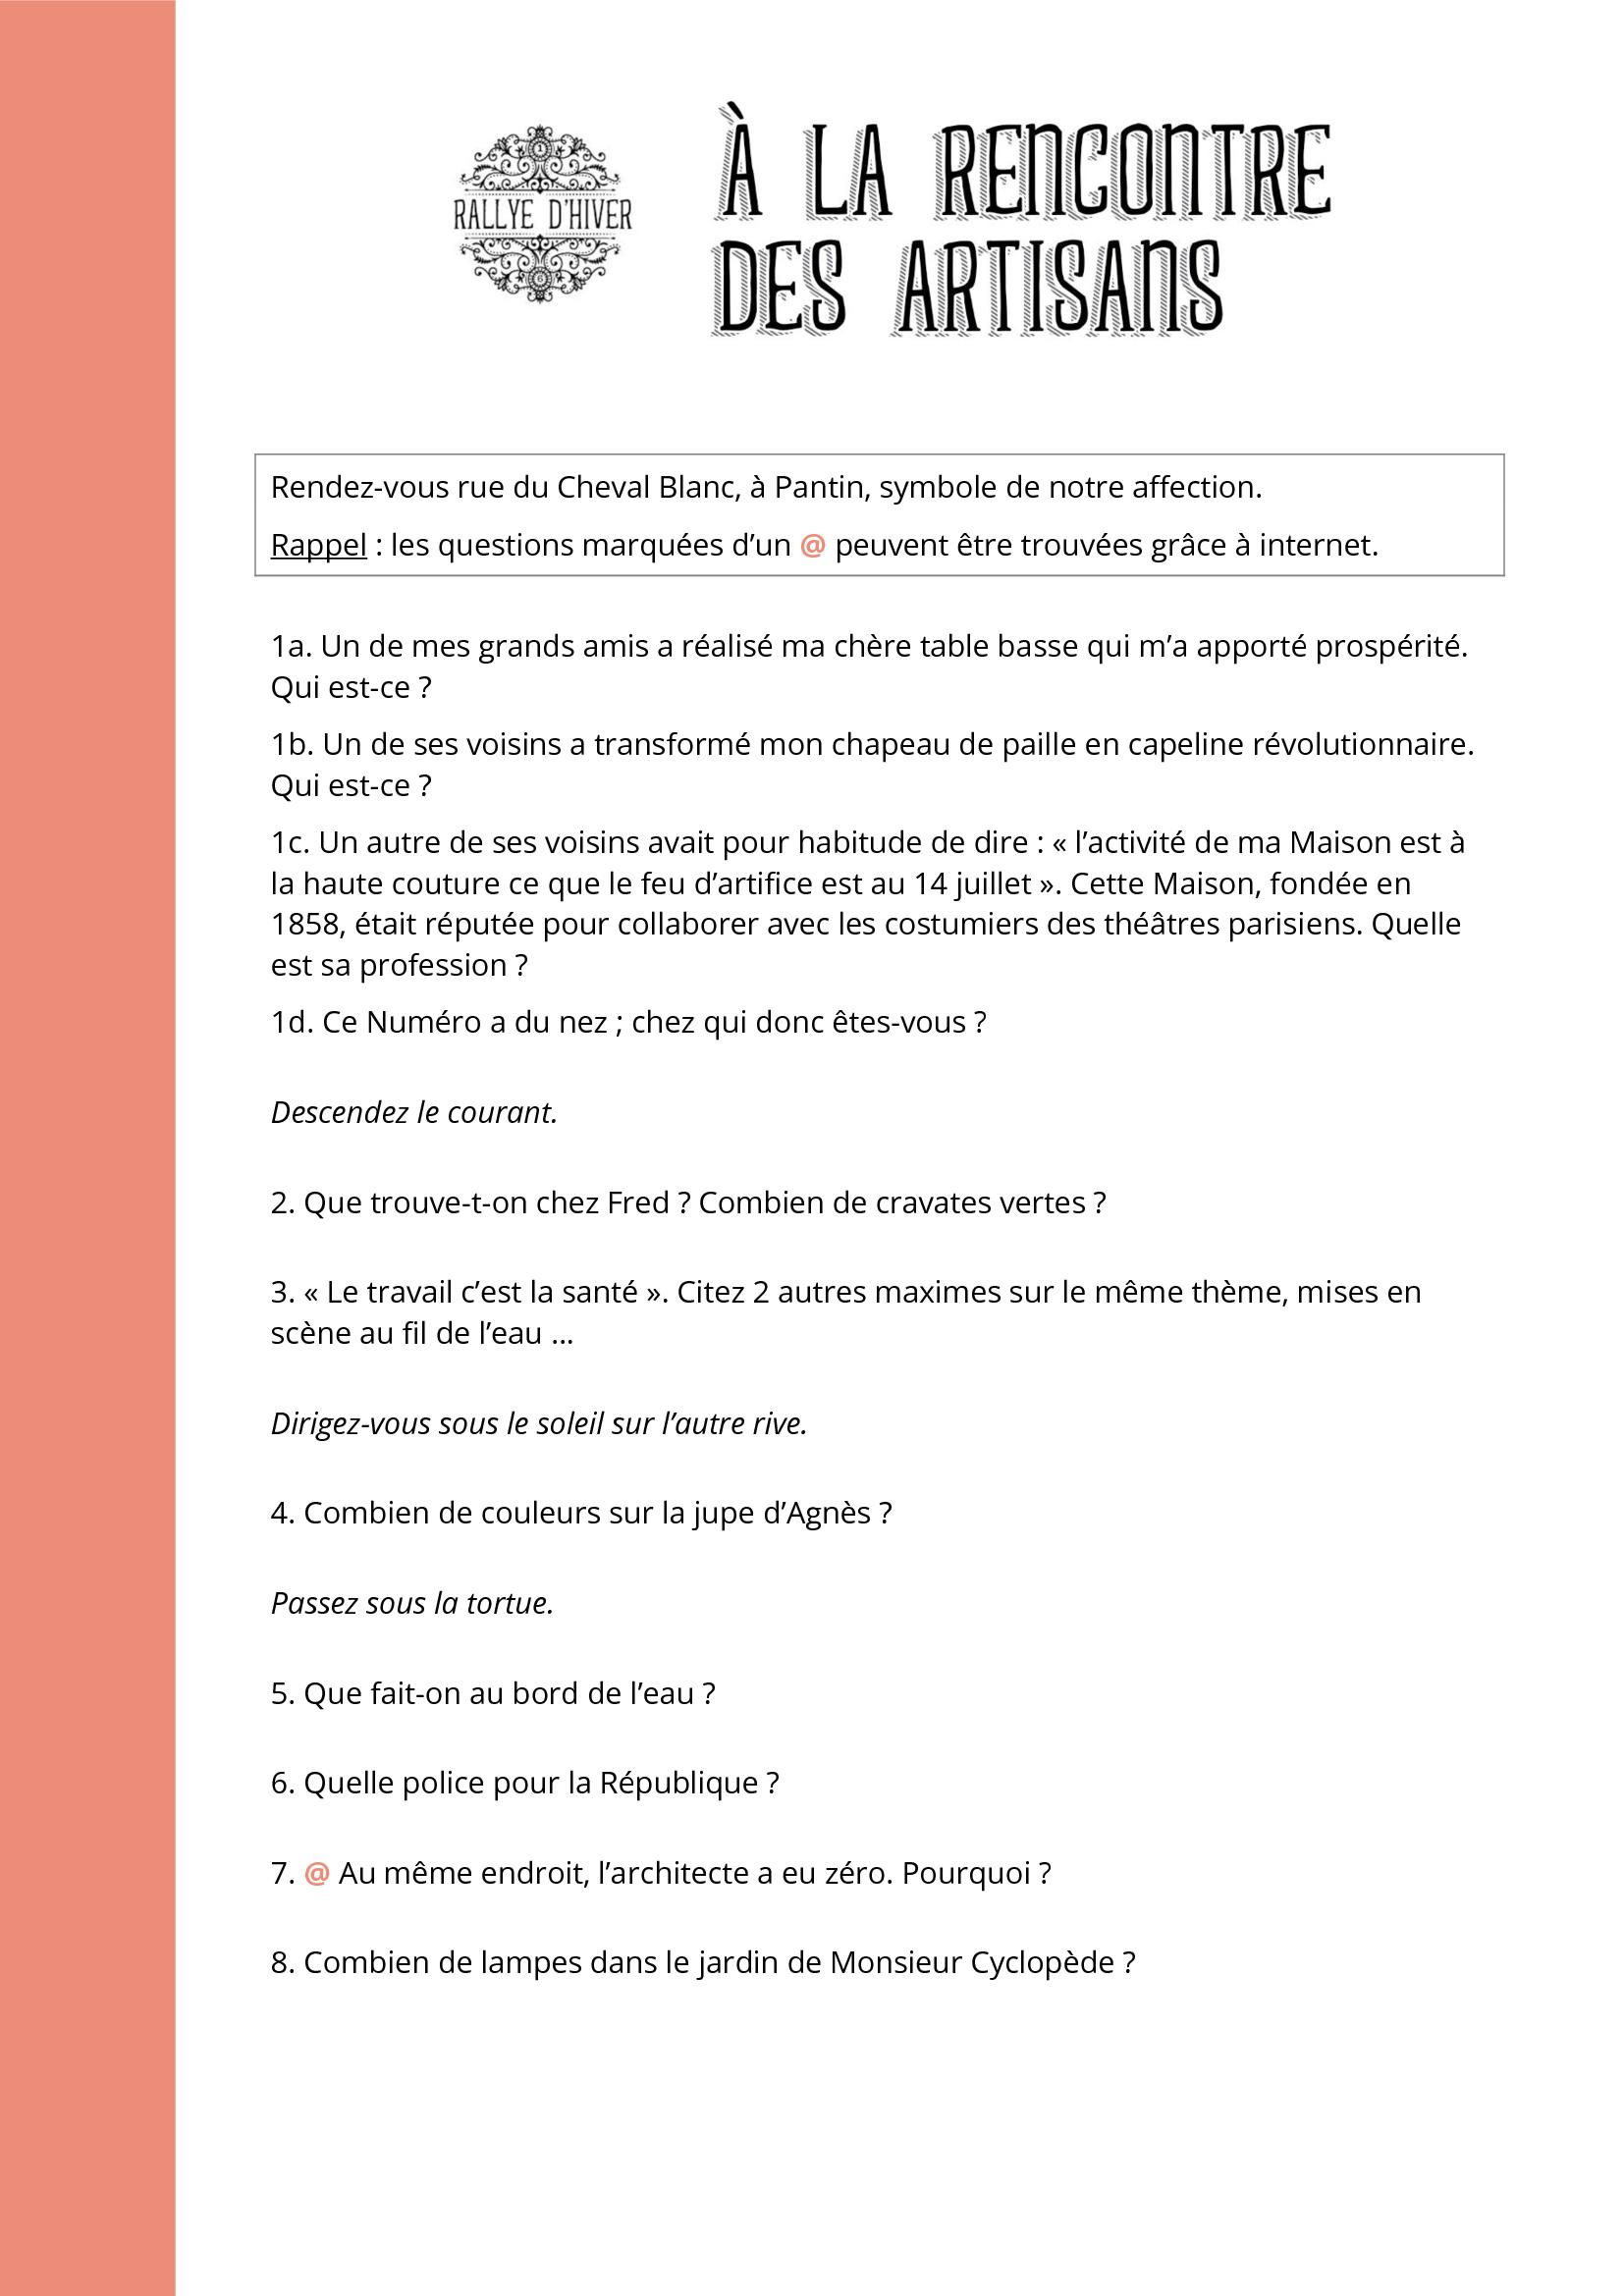 RALLYE D'HIVER
À LA RENCONTRE
DES ARTISANS
Rendez-vous rue du Cheval Blanc, à Pantin, symbole de notre affection.
Rappel : les questions marquées d’un @ peuvent être trouvées grâce à internet.
1a. Un de mes grands amis a réalisé ma chère table basse qui m’a apporté prospérité.
Qui est-ce ?
1b. Un de ses voisins a transformé mon chapeau de paille en capeline révolutionnaire.
Qui est-ce ?
1c. Un autre de ses voisins avait pour habitude de dire : « l’activité de ma Maison est à
la haute couture ce que le feu d’artifice est au 14 juillet ». Cette Maison, fondée en
1858, était réputée pour collaborer avec les costumiers des théâtres parisiens. Quelle
est sa profession ?
1d. Ce Numéro a du nez ; chez qui donc êtes-vous ?
Descendez le courant.
2. Que trouve-t-on chez Fred ? Combien de cravates vertes ?
3. « Le travail c’est la santé ». Citez 2 autres maximes sur le même thème, mises en
scène au fil de l’eau …
Dirigez-vous sous le soleil sur l’autre rive.
4. Combien de couleurs sur la jupe d’Agnès ?
Passez sous la tortue.
5. Que fait-on au bord de l’eau ?
6. Quelle police pour la République ?
7. @ Au même endroit, l’architecte a eu zéro. Pourquoi ?
8. Combien de lampes dans le jardin de Monsieur Cyclopède ?